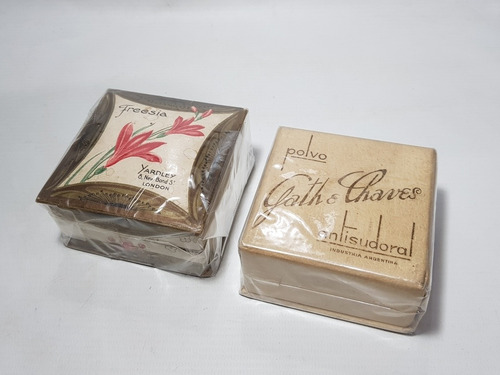 Freesia
YARDLEY
8, New Bond St
LONDON
polvo
Gath & Chaves
antisudoral
INDUSTRIA ARGENTINA